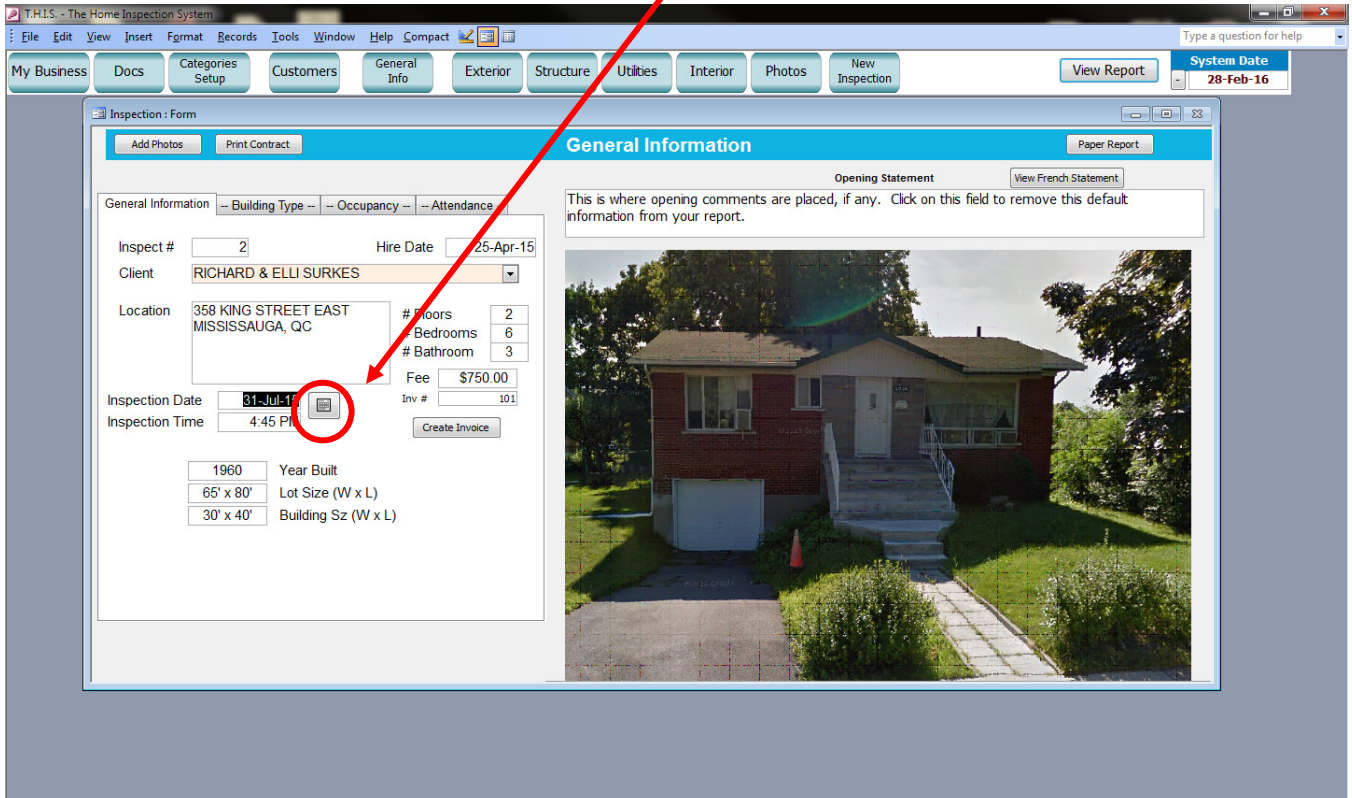 T.H.I.S. - The Home Inspection System
File Edit View Insert Format Records Tools Window Help Compact
Type a question for help
My Business Docs Categories Setup Customers General Info Exterior Structure Utilities Interior Photos New Inspection View Report System Date
- 28-Feb-16
Inspection : Form
Add Photos Print Contract General Information Paper Report
Opening Statement View French Statement
This is where opening comments are placed, if any. Click on this field to remove this default
information from your report.
General Information -- Building Type -- -- Occupancy -- -- Attendance --
Inspect # 2 Hire Date 25-Apr-15
Client RICHARD & ELLI SURKES
Location 358 KING STREET EAST
MISSISSAUGA, QC
# Floors 2
# Bedrooms 6
# Bathroom 3
Fee $750.00
Inspection Date 31-Jul-15 Inv # 101
Inspection Time 4:45 PM Create Invoice
1960 Year Built
65' x 80' Lot Size (W x L)
30' x 40' Building Sz (W x L)